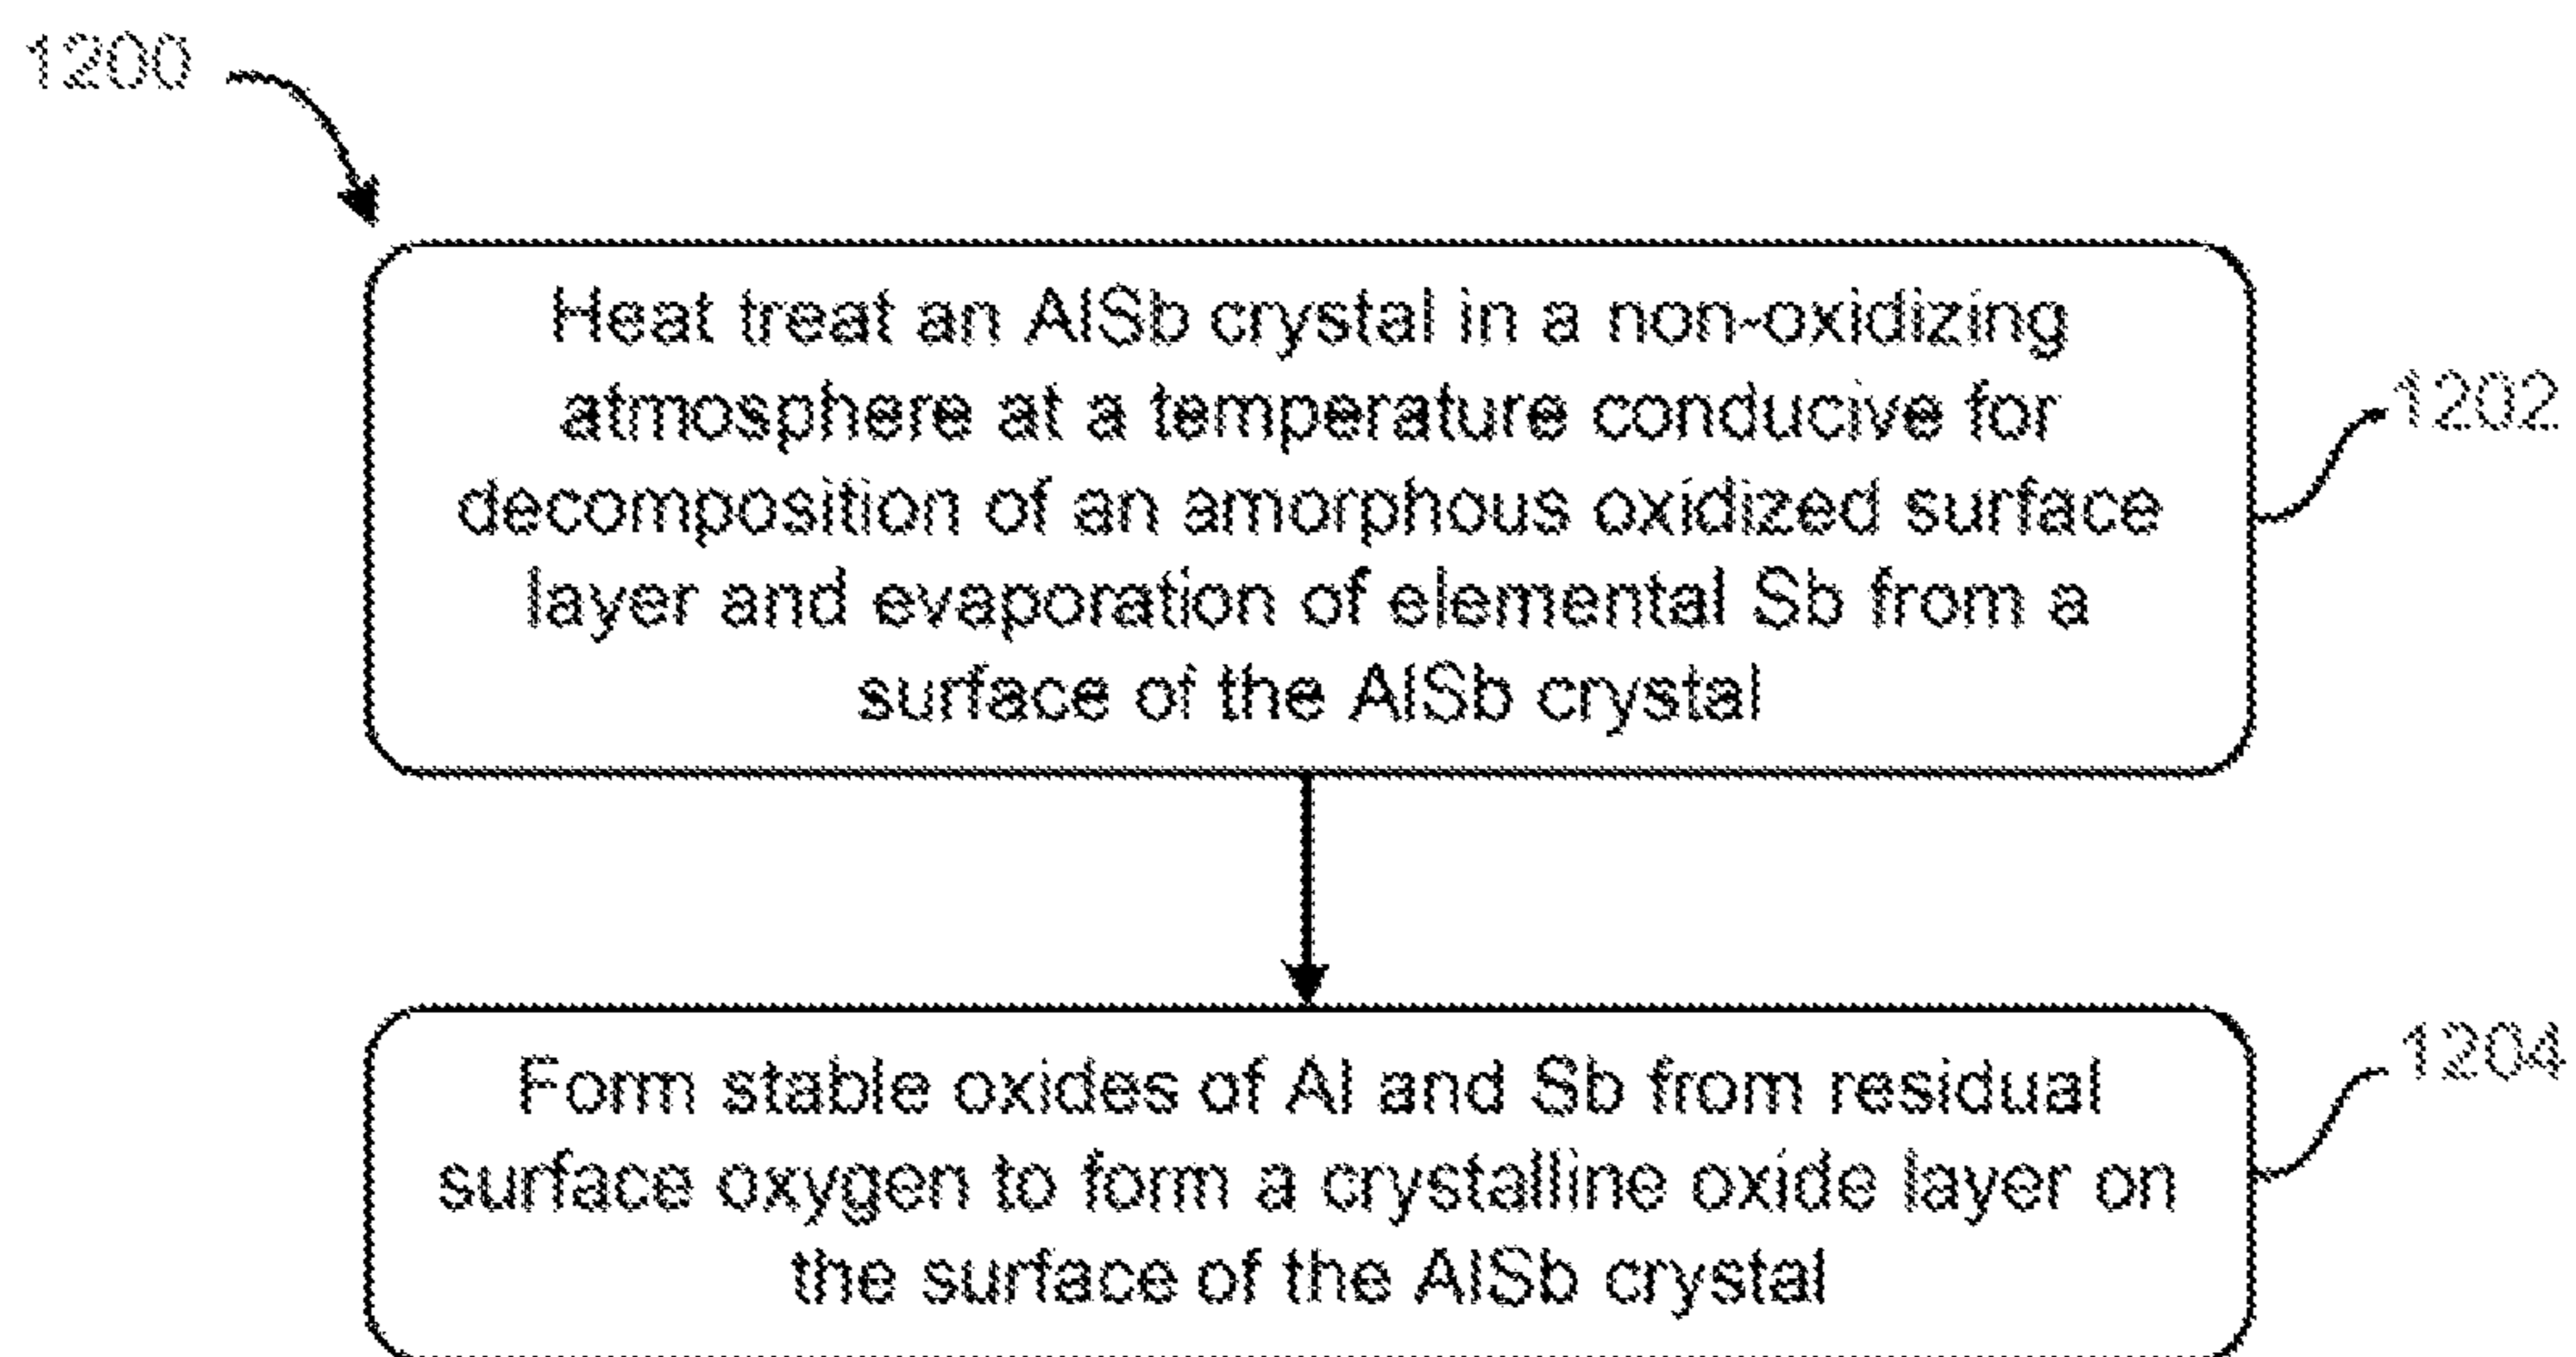 1200
Heat treat an AlSb crystal in a non-oxidizing
atmosphere at a temperature conducive for
decomposition of an amorphous oxidized surface
layer and evaporation of elemental Sb from a
surface of the AlSb crystal
1202
Form stable oxides of Al and Sb from residual
surface oxygen to form a crystalline oxide layer on
the surface of the AlSb crystal
1204